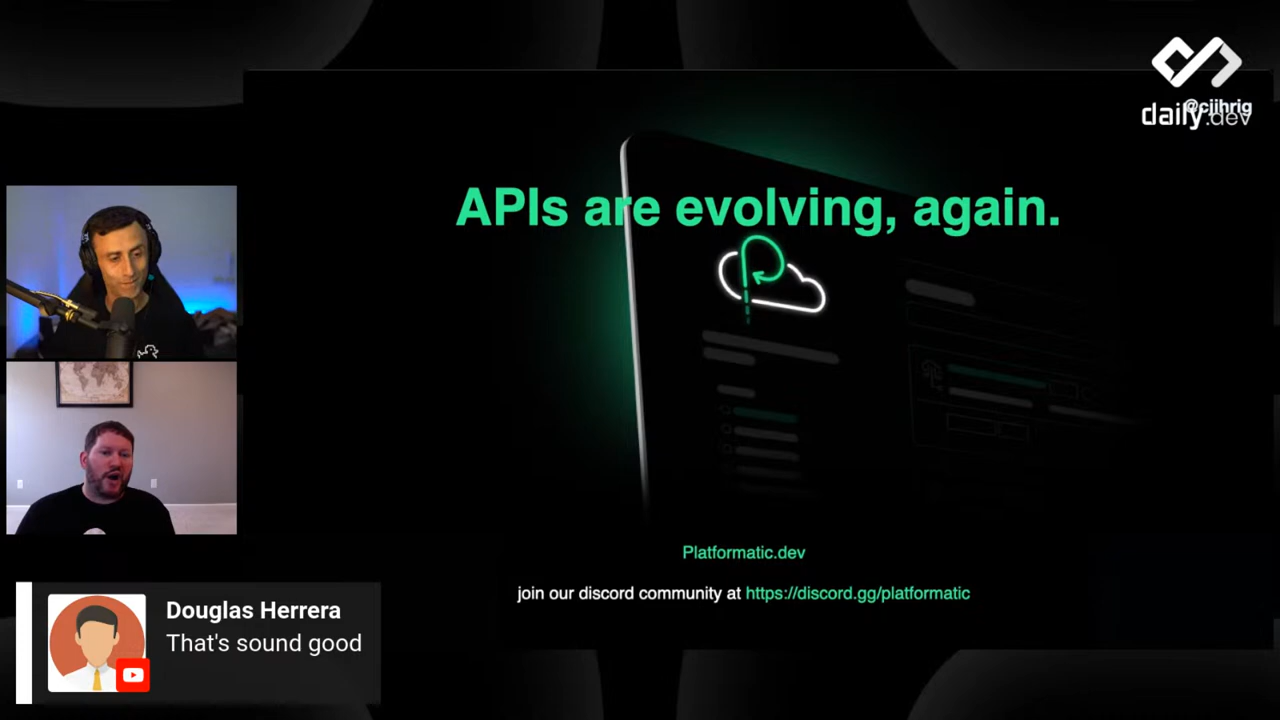 @cjihrig
daily.dev
APIs are evolving, again.
Platformatic.dev
join our discord community at https://discord.gg/platformatic
Douglas Herrera
That's sound good